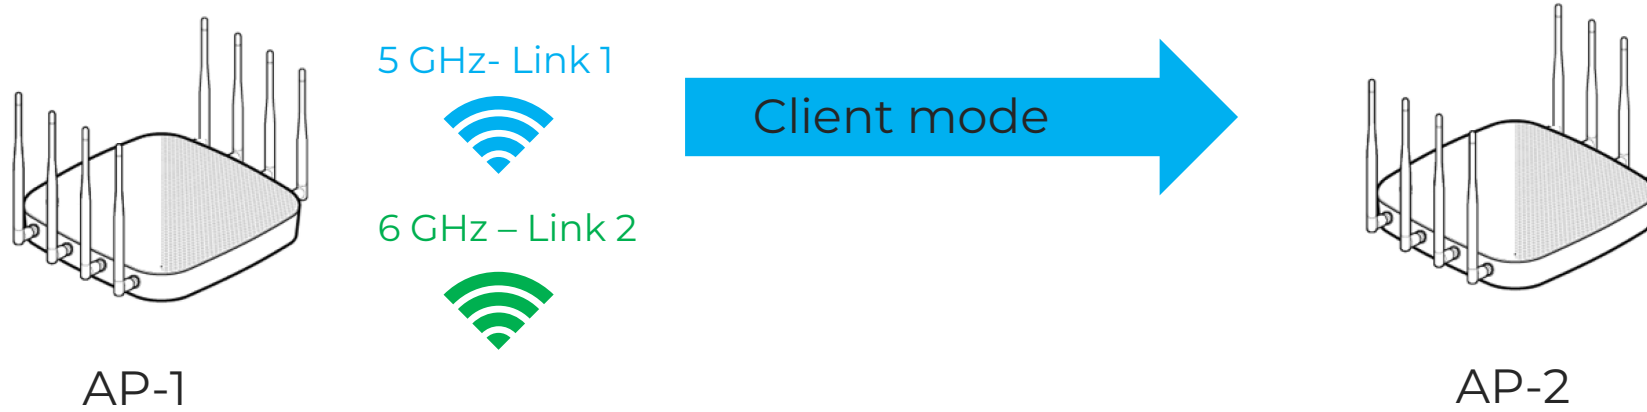 5 GHz- Link 1
Client mode
6 GHz – Link 2
AP-1
AP-2